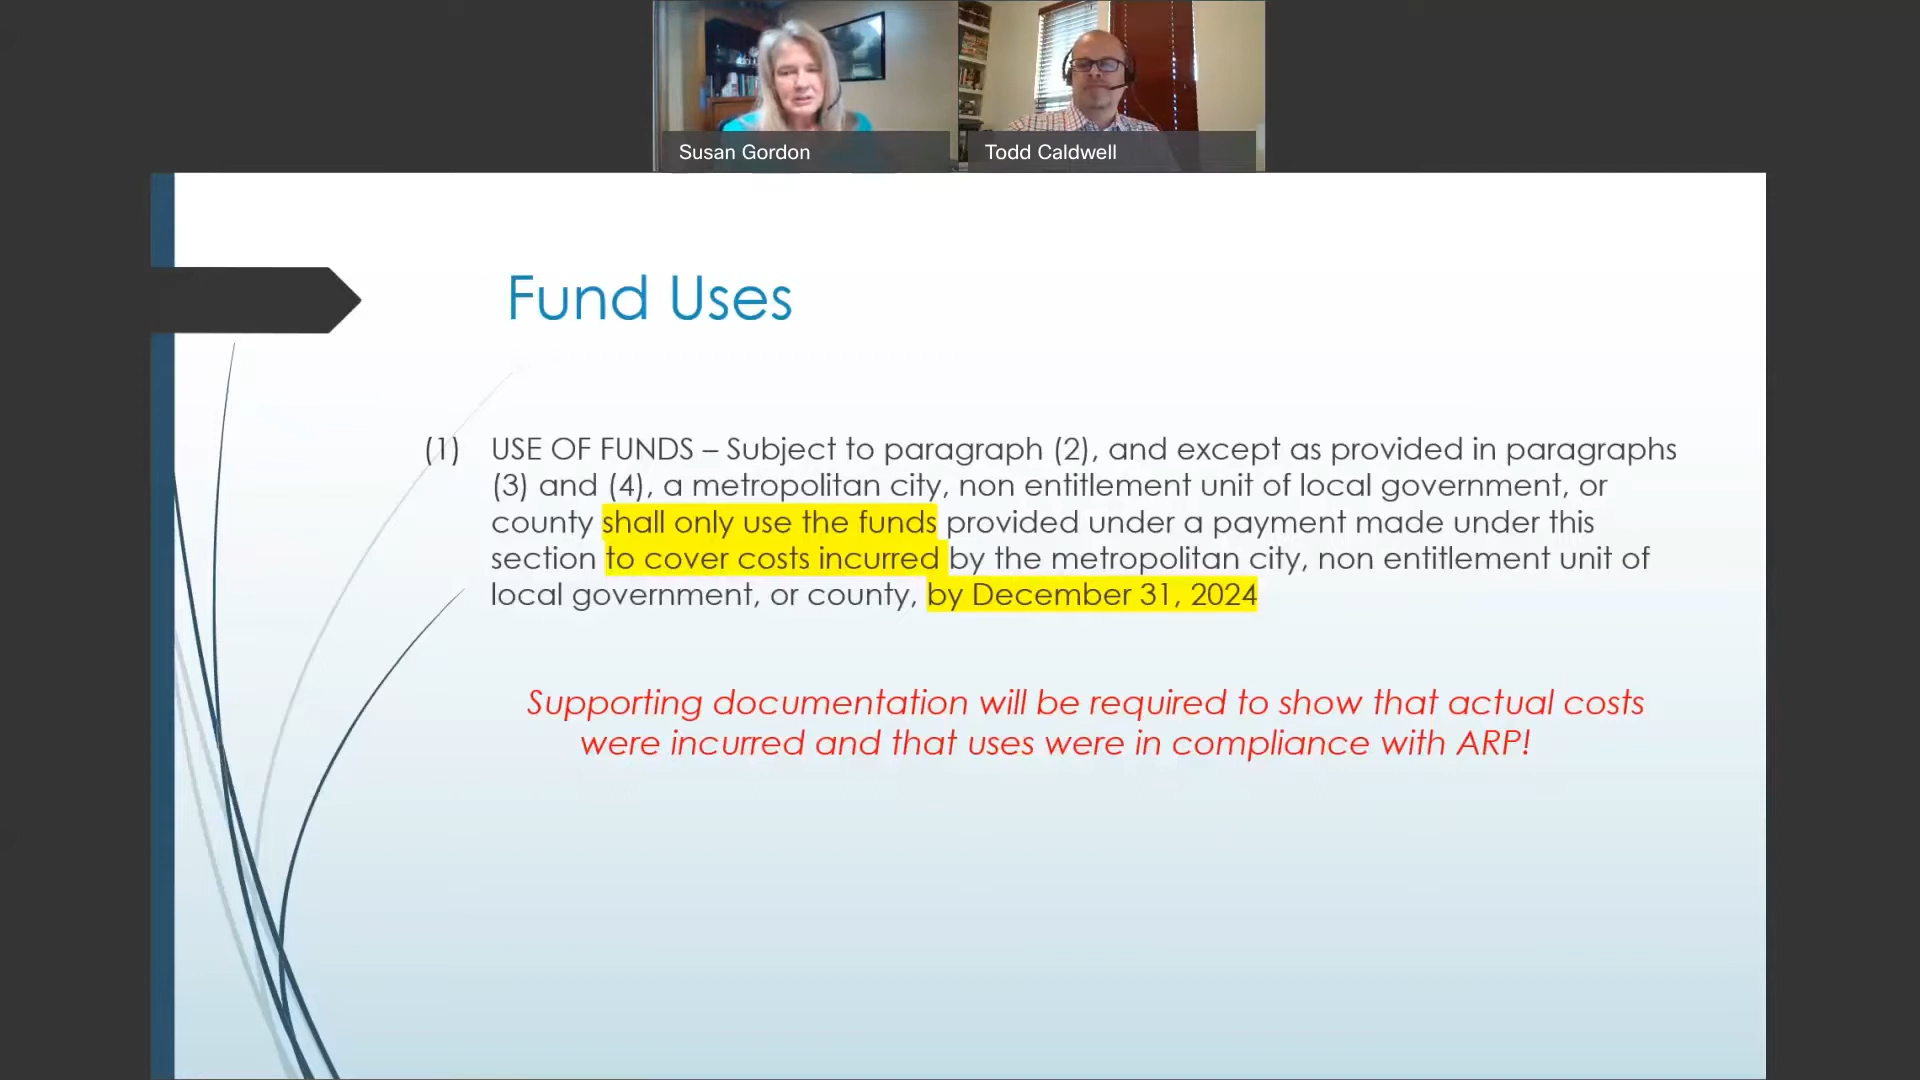 Susan Gordon
Todd Caldwell
Fund Uses
(1) USE OF FUNDS – Subject to paragraph (2), and except as provided in paragraphs
(3) and (4), a metropolitan city, non entitlement unit of local government, or
county shall only use the funds provided under a payment made under this
section to cover costs incurred by the metropolitan city, non entitlement unit of
local government, or county, by December 31, 2024
Supporting documentation will be required to show that actual costs
were incurred and that uses were in compliance with ARP!